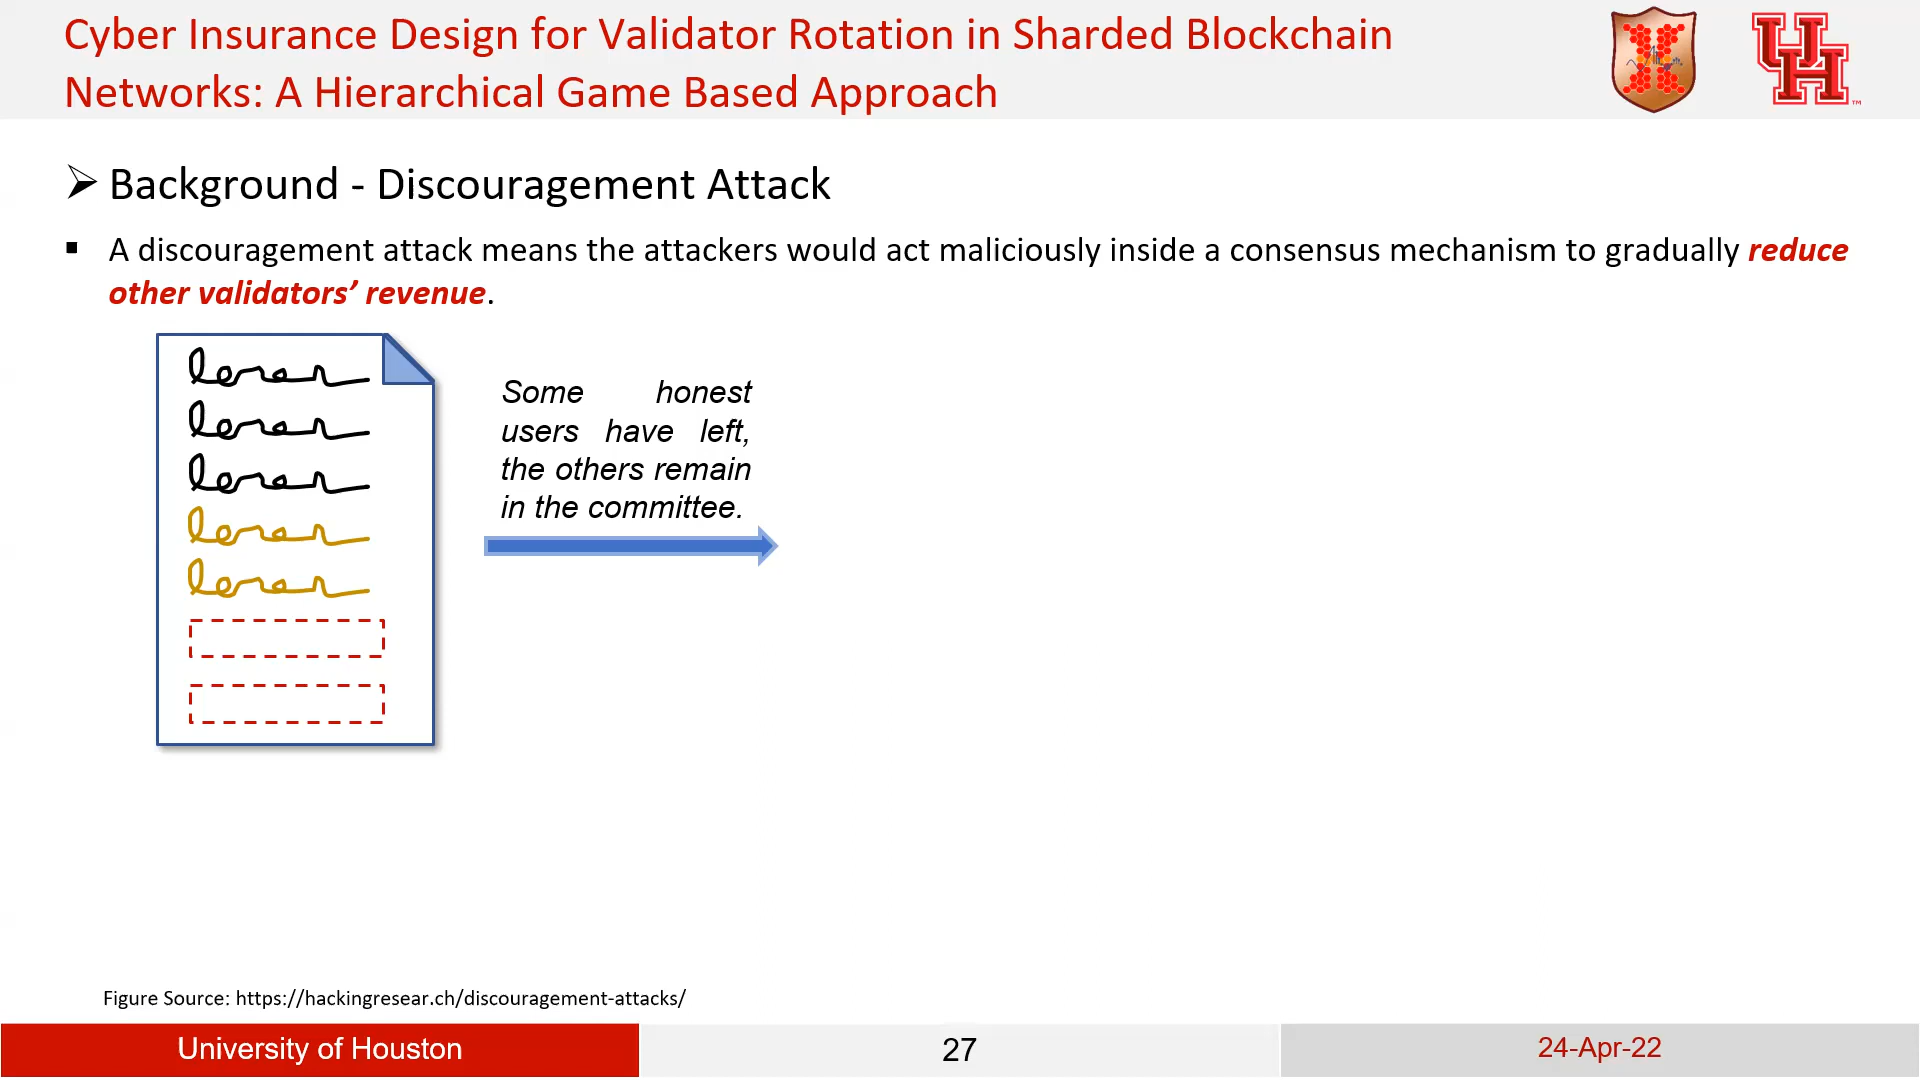 Cyber Insurance Design for Validator Rotation in Sharded Blockchain
Networks: A Hierarchical Game Based Approach
Background - Discouragement Attack
A discouragement attack means the attackers would act maliciously inside a consensus mechanism to gradually reduce
other validators’ revenue.
Some honest
users have left,
the others remain
in the committee.
Figure Source: https://hackingresear.ch/discouragement-attacks/
University of Houston
27
24-Apr-22